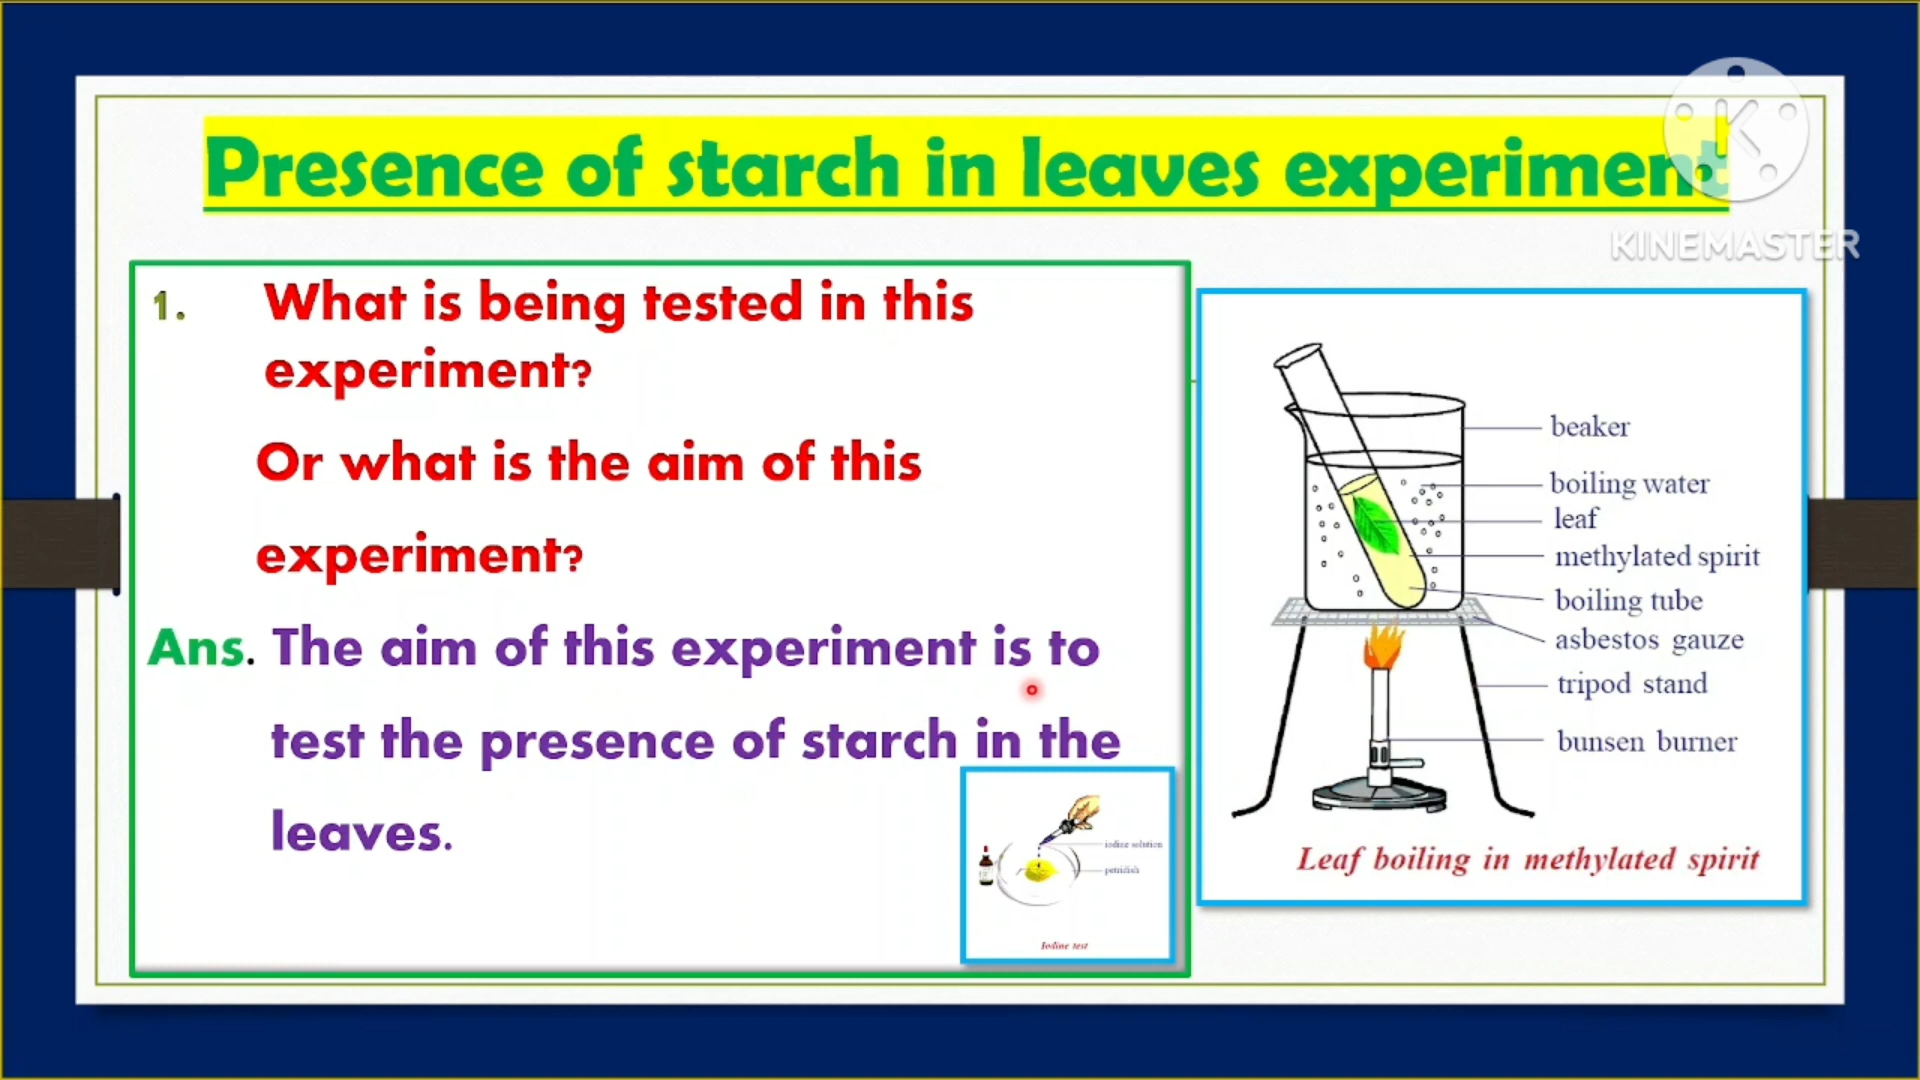 Presence of starch in leaves experiment
KINEMASTER
1. What is being tested in this
experiment?
Or what is the aim of this
experiment?
Ans. The aim of this experiment is to
test the presence of starch in the
leaves.
iodine solution
petridish
Iodine test
beaker
boiling water
leaf
methylated spirit
boiling tube
asbestos gauze
tripod stand
bunsen burner
Leaf boiling in methylated spirit